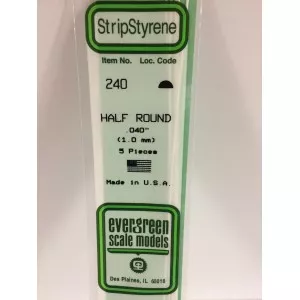 StripStyrene
Item No. Loc. Code
240
HALF ROUND
.040"
(1.0 mm)
5 Pieces
Made in U.S.A.
evergreen
scale models
Des Plaines, IL 60018